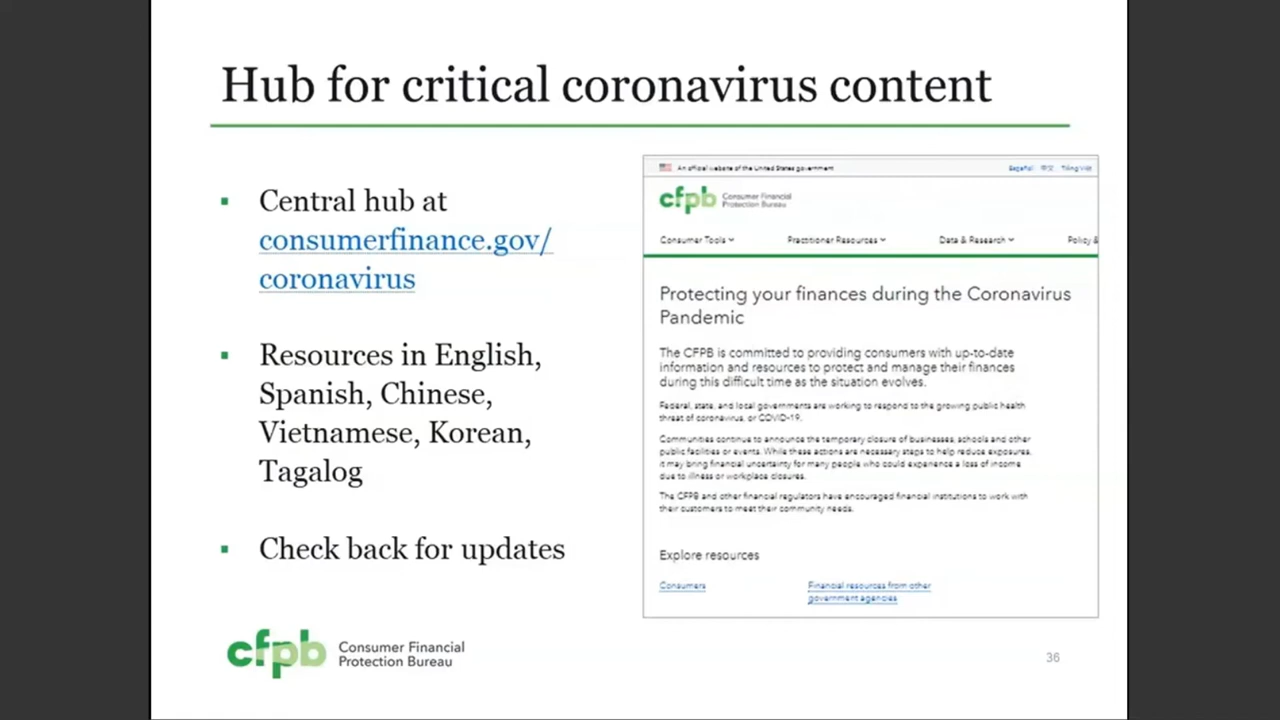 Hub for critical coronavirus content
Central hub at
consumerfinance.gov/
coronavirus
Resources in English,
Spanish, Chinese,
Vietnamese, Korean,
Tagalog
Check back for updates
An official website of the United States government
Español 中文 Tiếng Việt
cfpb Consumer Financial
Protection Bureau
Consumer Tools Practitioner Resources Data & Research Policy &
Protecting your finances during the Coronavirus
Pandemic
The CFPB is committed to providing consumers with up-to-date
information and resources to protect and manage their finances
during this difficult time as the situation evolves.
Federal, state, and local governments are working to respond to the growing public health
threat of coronavirus, or COVID-19.
Communities continue to announce the temporary closure of businesses, schools and other
public facilities or events. While these actions are necessary steps to help reduce exposures,
it may bring financial uncertainty for many people who could experience a loss of income
due to illness or workplace closures.
The CFPB and other financial regulators have encouraged financial institutions to work with
their customers to meet their community needs.
Explore resources
Consumers
Financial resources from other
government agencies
cfpb Consumer Financial
Protection Bureau
36